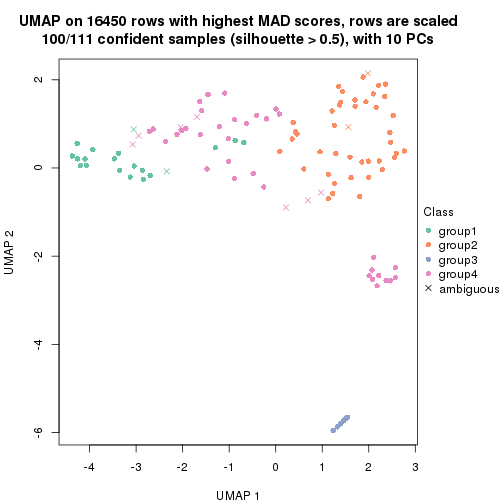 UMAP on 16450 rows with highest MAD scores, rows are scaled
100/111 confident samples (silhouette > 0.5), with 10 PCs
2
0
-2
-4
-6
UMAP 2
-4
-3
-2
-1
0
1
2
3
UMAP 1
Class
group1
group2
group3
group4
ambiguous